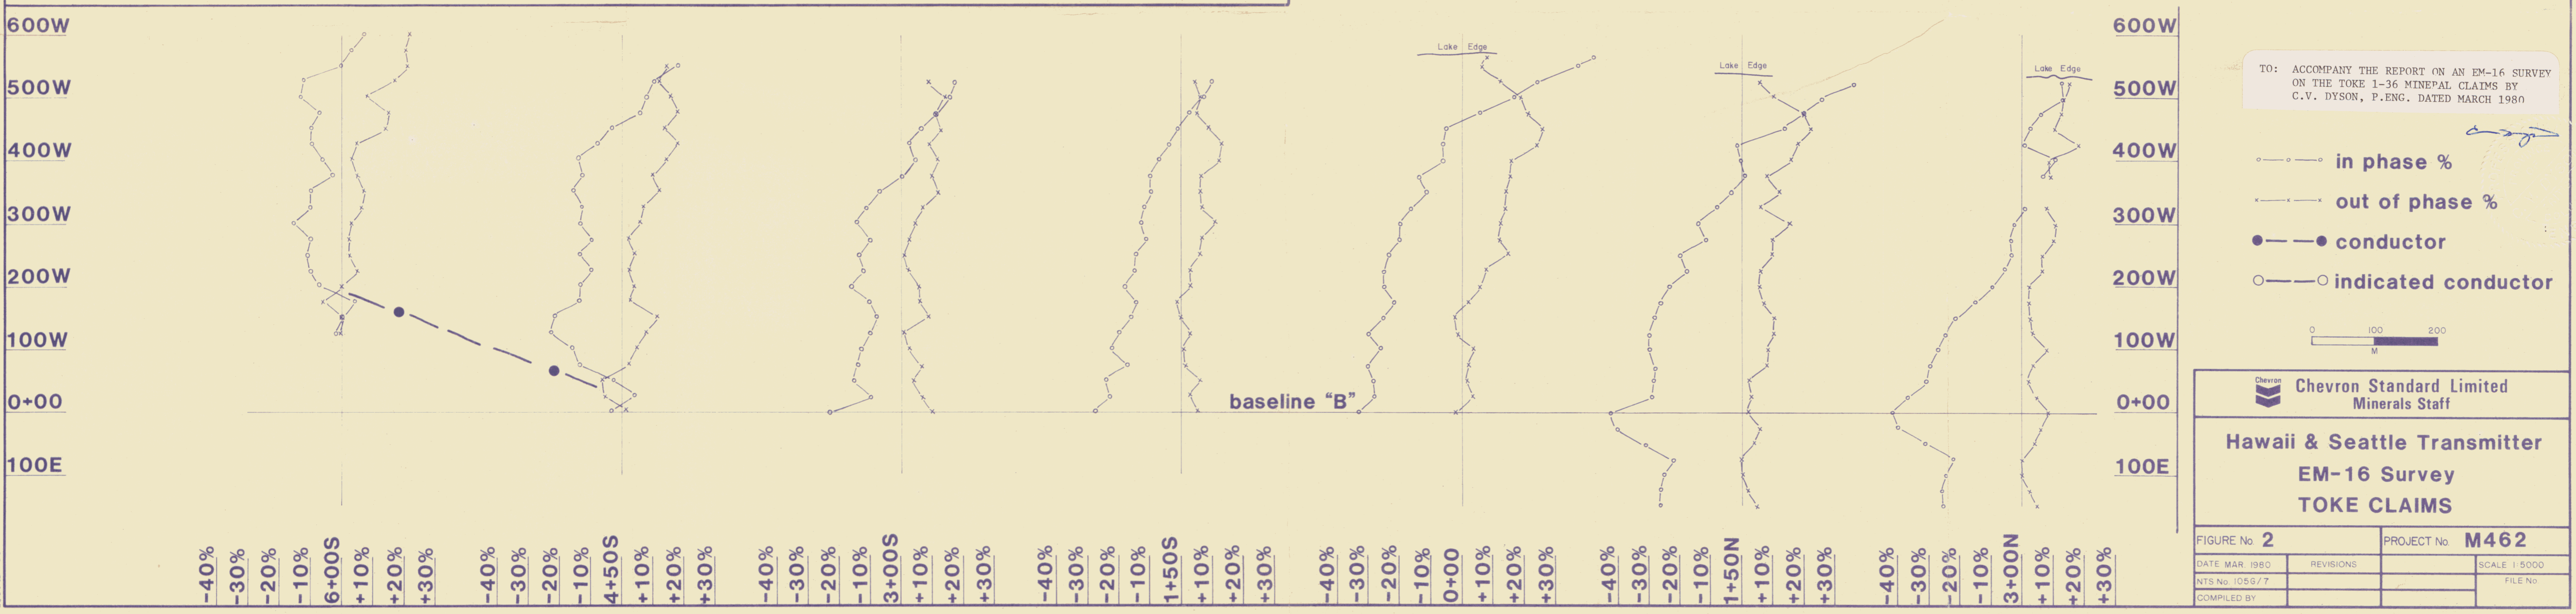 600W
500W
400W
300W
200W
100W
0+00
100E
Lake Edge
Lake Edge
Lake Edge
baseline “B”
-40%
-30%
-20%
-10%
6+00S
+10%
+20%
+30%
-40%
-30%
-20%
-10%
4+50S
+10%
+20%
+30%
-40%
-30%
-20%
-10%
3+00S
+10%
+20%
+30%
-40%
-30%
-20%
-10%
1+50S
+10%
+20%
+30%
-40%
-30%
-20%
-10%
0+00
+10%
+20%
+30%
-40%
-30%
-20%
-10%
1+50N
+10%
+20%
+30%
-40%
-30%
-20%
-10%
3+00N
+10%
+20%
+30%
600W
500W
400W
300W
200W
100W
0+00
100E
TO: ACCOMPANY THE REPORT ON AN EM-16 SURVEY
ON THE TOKE 1-36 MINERAL CLAIMS BY
C.V. DYSON, P.ENG. DATED MARCH 1980
in phase %
out of phase %
conductor
indicated conductor
0 100 200
M
Chevron
Chevron Standard Limited
Minerals Staff
Hawaii & Seattle Transmitter
EM-16 Survey
TOKE CLAIMS
FIGURE No. 2 PROJECT No. M462
DATE MAR. 1980 REVISIONS SCALE 1:5000
NTS No. 105G/7 FILE No
COMPILED BY